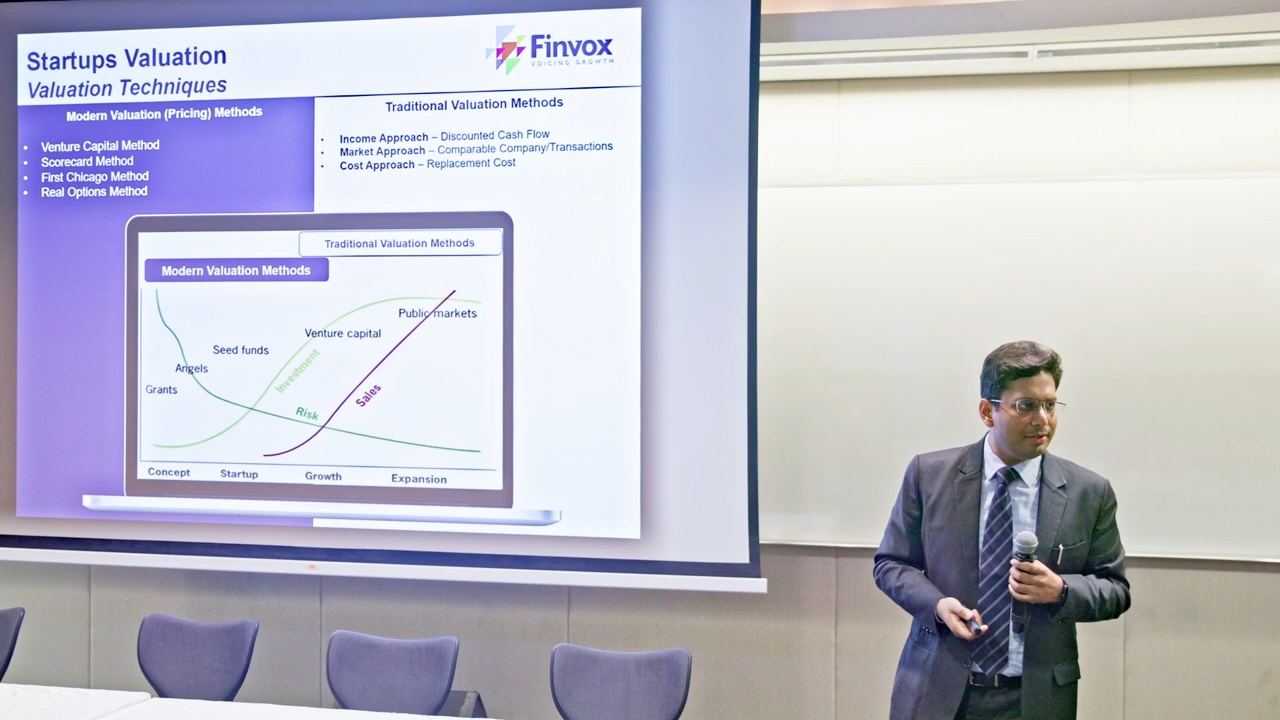 Startups Valuation
Valuation Techniques
Finvox
VOICING GROWTH
Modern Valuation (Pricing) Methods
• Venture Capital Method
• Scorecard Method
• First Chicago Method
• Real Options Method
Traditional Valuation Methods
• Income Approach – Discounted Cash Flow
• Market Approach – Comparable Company/Transactions
• Cost Approach – Replacement Cost
Traditional Valuation Methods
Modern Valuation Methods
Public markets
Venture capital
Seed funds
Angels
Grants
Investment
Sales
Risk
Concept
Startup
Growth
Expansion